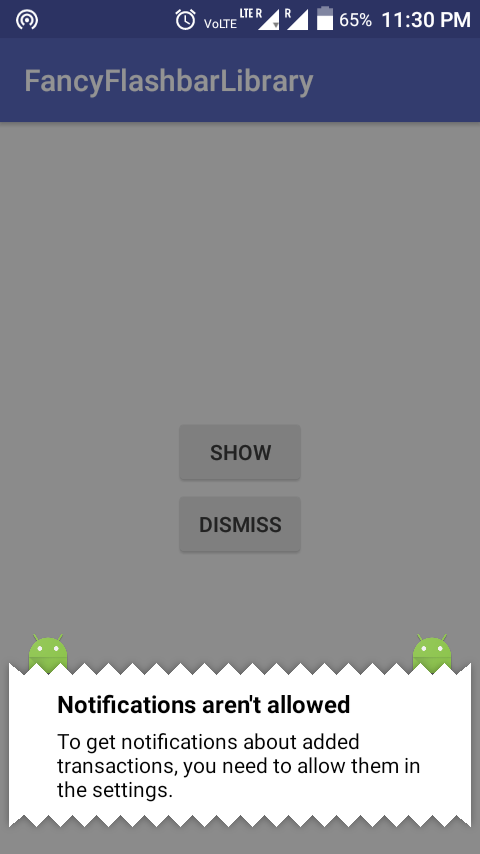 VoLTE LTE R R 65% 11:30 PM
FancyFlashbarLibrary
SHOW
DISMISS
Notifications aren't allowed
To get notifications about added
transactions, you need to allow them in
the settings.